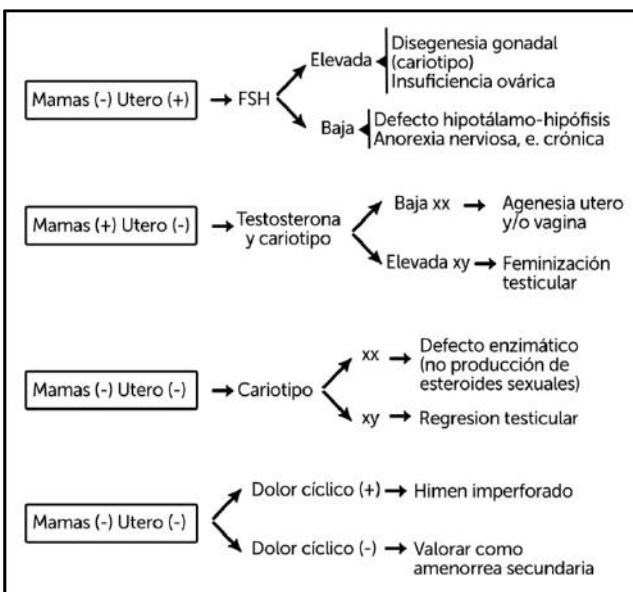 Mamas (-) Utero (+)
FSH
Elevada
Disegenesia gonadal
(cariotipo)
Insuficiencia ovárica
Baja
Defecto hipotálamo-hipófisis
Anorexia nerviosa, e. crónica
Mamas (+) Utero (-)
Testosterona
y cariotipo
Baja xx
Agenesia utero
y/o vagina
Elevada xy
Feminización
testicular
Mamas (-) Utero (-)
Cariotipo
xx
Defecto enzimático
(no producción de
esteroides sexuales)
xy
Regresion testicular
Mamas (-) Utero (-)
Dolor cíclico (+)
Himen imperforado
Dolor cíclico (-)
Valorar como
amenorrea secundaria